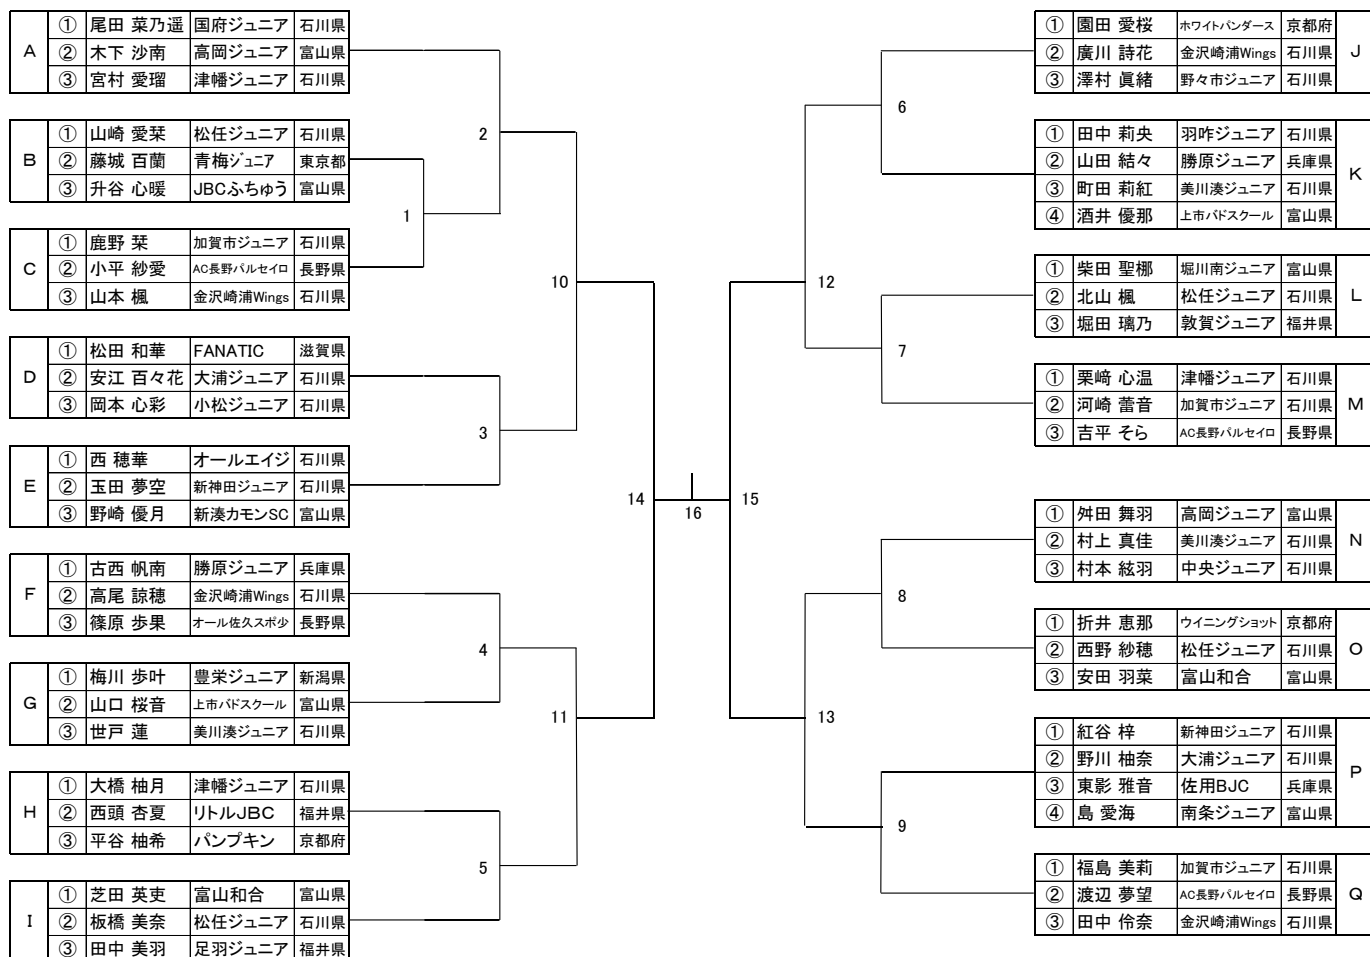 A
① 尾田 菜乃遥 国府ジュニア 石川県
② 木下 沙南 高岡ジュニア 富山県
③ 宮村 愛瑠 津幡ジュニア 石川県
B
① 山崎 愛栞 松任ジュニア 石川県
② 藤城 百蘭 青梅ジュニア 東京都
③ 升谷 心暖 JBCふちゅう 富山県
C
① 鹿野 栞 加賀市ジュニア 石川県
② 小平 紗愛 AC長野パルセイロ 長野県
③ 山本 楓 金沢崎浦Wings 石川県
D
① 松田 和華 FANATIC 滋賀県
② 安江 百々花 大浦ジュニア 石川県
③ 岡本 心彩 小松ジュニア 石川県
E
① 西 穂華 オールエイジ 石川県
② 玉田 夢空 新神田ジュニア 石川県
③ 野崎 優月 新湊カモンSC 富山県
F
① 古西 帆南 勝原ジュニア 兵庫県
② 高尾 諒穂 金沢崎浦Wings 石川県
③ 篠原 歩果 オール佐久スポ少 長野県
G
① 梅川 歩叶 豊栄ジュニア 新潟県
② 山口 桜音 上市バドスクール 富山県
③ 世戸 蓮 美川湊ジュニア 石川県
H
① 大橋 柚月 津幡ジュニア 石川県
② 西頭 杏夏 リトルJBC 福井県
③ 平谷 柚希 パンプキン 京都府
I
① 芝田 英吏 富山和合 富山県
② 板橋 美奈 松任ジュニア 石川県
③ 田中 美羽 足羽ジュニア 福井県
1
2
3
4
5
10
11
14
16
15
12
13
6
7
8
9
① 園田 愛桜 ホワイトパンダース 京都府
② 廣川 詩花 金沢崎浦Wings 石川県
③ 澤村 眞緒 野々市ジュニア 石川県
J
① 田中 莉央 羽咋ジュニア 石川県
② 山田 結々 勝原ジュニア 兵庫県
③ 町田 莉紅 美川湊ジュニア 石川県
④ 酒井 優那 上市バドスクール 富山県
K
① 柴田 聖梛 堀川南ジュニア 富山県
② 北山 楓 松任ジュニア 石川県
③ 堀田 璃乃 敦賀ジュニア 福井県
L
① 栗﨑 心温 津幡ジュニア 石川県
② 河崎 蕾音 加賀市ジュニア 石川県
③ 吉平 そら AC長野パルセイロ 長野県
M
① 舛田 舞羽 高岡ジュニア 富山県
② 村上 真佳 美川湊ジュニア 石川県
③ 村本 絃羽 中央ジュニア 石川県
N
① 折井 恵那 ウイニングショット 京都府
② 西野 紗穂 松任ジュニア 石川県
③ 安田 羽菜 富山和合 富山県
O
① 紅谷 梓 新神田ジュニア 石川県
② 野川 柚奈 大浦ジュニア 石川県
③ 東影 雅音 佐用BJC 兵庫県
④ 島 愛海 南条ジュニア 富山県
P
① 福島 美莉 加賀市ジュニア 石川県
② 渡辺 夢望 AC長野パルセイロ 長野県
③ 田中 伶奈 金沢崎浦Wings 石川県
Q